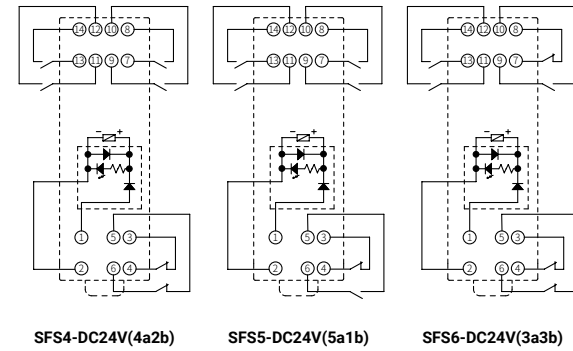 14 12 10 8 14 12 10 8 14 12 10 8
13 11 9 7 13 11 9 7 13 11 9 7
− + − + − +
1 5 3 1 5 3 1 5 3
2 6 4 2 6 4 2 6 4
SFS4-DC24V(4a2b) SFS5-DC24V(5a1b) SFS6-DC24V(3a3b)